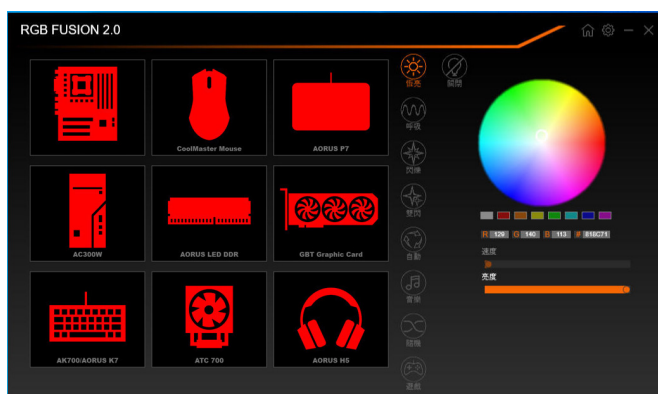 RGB FUSION 2.0
CoolMaster Mouse
AORUS P7
AC300W
AORUS LED DDR
GBT Graphic Card
AK700/AORUS K7
ATC 700
AORUS H5
恆亮
關閉
呼吸
閃爍
雙閃
自動
音樂
隨機
遊戲
R 129 G 140 B 113 # 818C71
速度
亮度